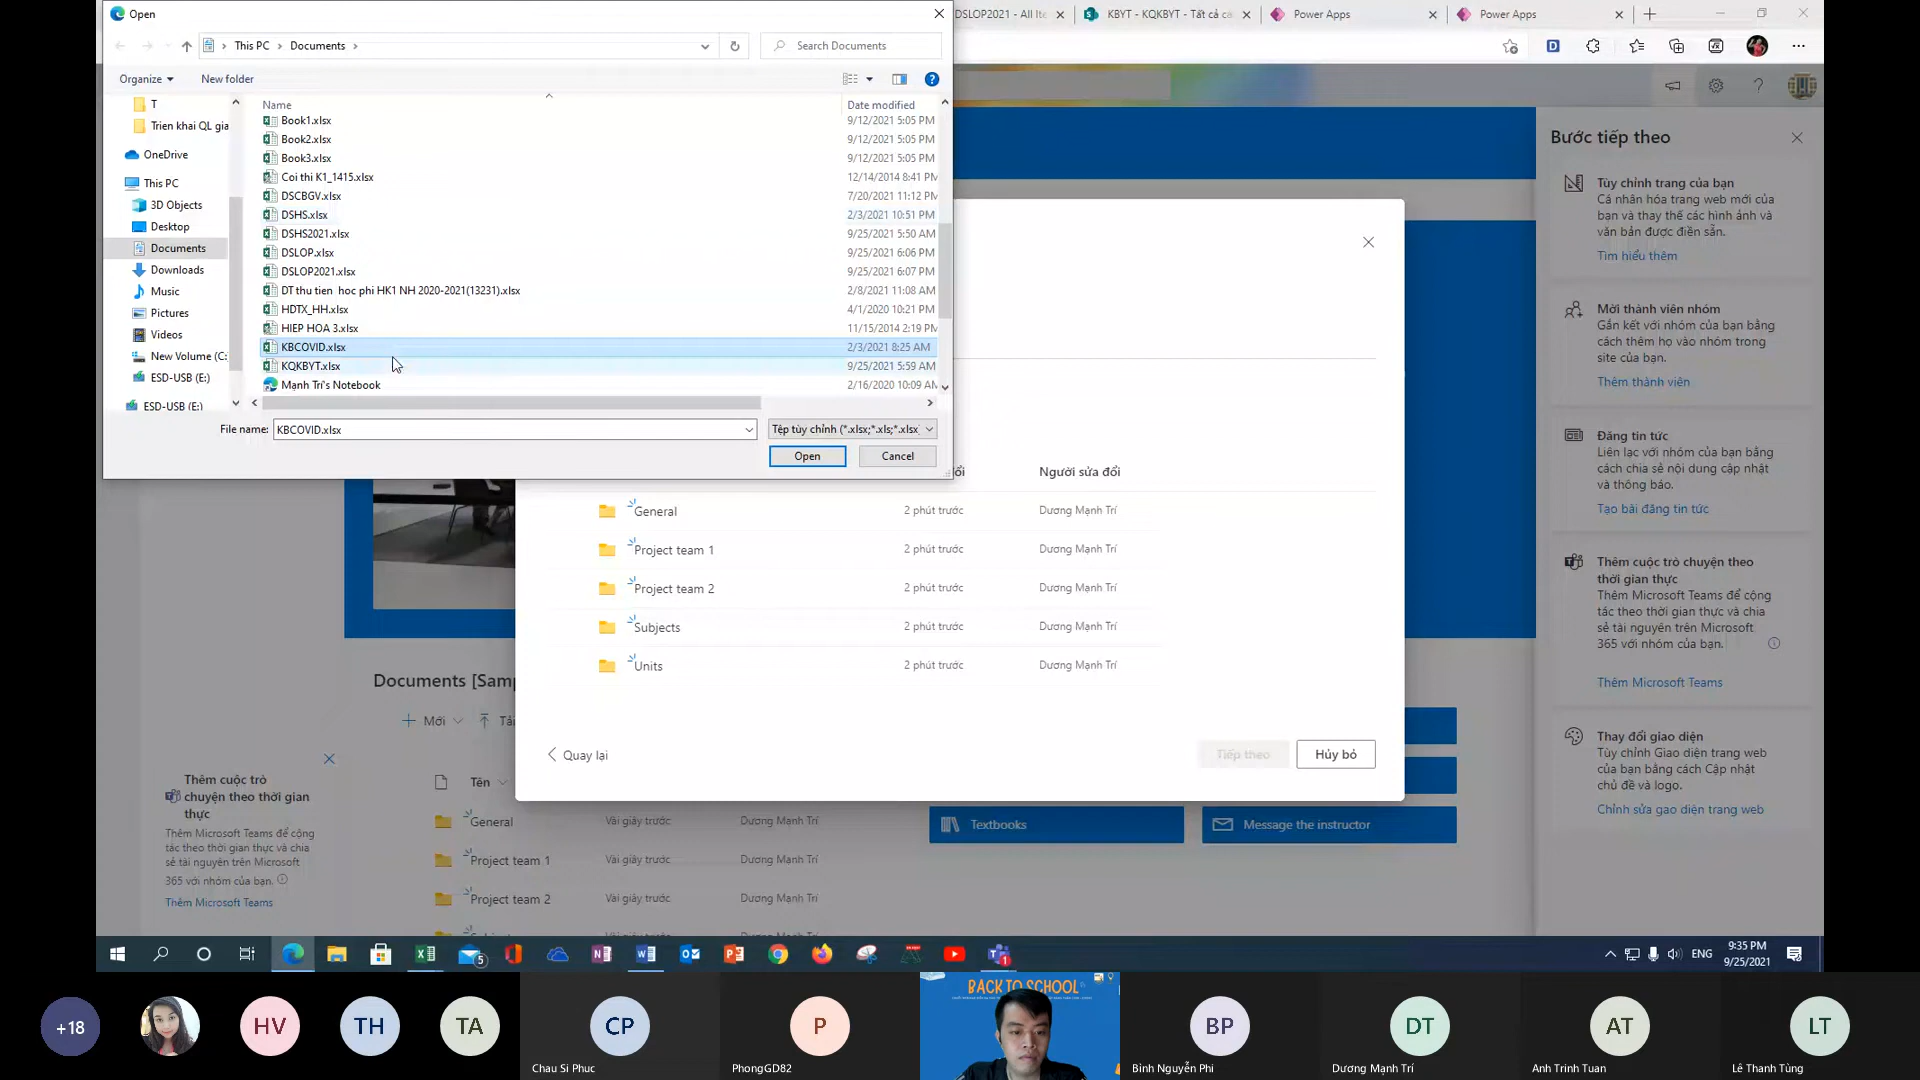 Open
DSLOP2021 - All Ite
KBYT - KQKBYT - Tất cả cá
Power Apps
Power Apps
This PC
Documents
Search Documents
Organize
New folder
Name
Date modified
T
Trien khai QL gia
OneDrive
This PC
3D Objects
Desktop
Documents
Downloads
Music
Pictures
Videos
New Volume (C:
ESD-USB (E:)
ESD-USB (E:)
Book1.xlsx 9/12/2021 5:05 PM
Book2.xlsx 9/12/2021 5:05 PM
Book3.xlsx 9/12/2021 5:05 PM
Coi thi K1_1415.xlsx 12/14/2014 8:41 PM
DSCBGV.xlsx 7/20/2021 11:12 PM
DSHS.xlsx 2/3/2021 10:51 PM
DSHS2021.xlsx 9/25/2021 5:50 AM
DSLOP.xlsx 9/25/2021 6:06 PM
DSLOP2021.xlsx 9/25/2021 6:07 PM
DT thu tien hoc phi HK1 NH 2020-2021(13231).xlsx 2/8/2021 11:08 AM
HDTX_HH.xlsx 4/1/2020 10:21 PM
HIEP HOA 3.xlsx 11/15/2014 2:19 PM
KBCOVID.xlsx 2/3/2021 8:25 AM
KQKBYT.xlsx 9/25/2021 5:59 AM
Mạnh Trí's Notebook 2/16/2020 10:09 AM
File name: KBCOVID.xlsx
Tệp tùy chỉnh (*.xlsx;*.xls;*.xlsx
Open
Cancel
đổi
Người sửa đổi
General 2 phút trước Dương Mạnh Trí
Project team 1 2 phút trước Dương Mạnh Trí
Project team 2 2 phút trước Dương Mạnh Trí
Subjects 2 phút trước Dương Mạnh Trí
Units 2 phút trước Dương Mạnh Trí
Quay lại
Tiếp theo
Hủy bỏ
Bước tiếp theo
Tùy chỉnh trang của bạn
Cá nhân hóa trang web mới của
bạn và thay thế các hình ảnh và
văn bản được điền sẵn.
Tìm hiểu thêm
Mời thành viên nhóm
Gắn kết với nhóm của bạn bằng
cách thêm họ vào nhóm trong
site của bạn.
Thêm thành viên
Đăng tin tức
Liên lạc với nhóm của bạn bằng
cách chia sẻ nội dung cập nhật
và thông báo.
Tạo bài đăng tin tức
Thêm cuộc trò chuyện theo
thời gian thực
Thêm Microsoft Teams để cộng
tác theo thời gian thực và chia
sẻ tài nguyên trên Microsoft
365 với nhóm của bạn.
Thêm Microsoft Teams
Thay đổi giao diện
Tùy chỉnh Giao diện trang web
của bạn bằng cách Cập nhật
chủ đề và logo.
Chỉnh sửa gao diện trang web
Documents [Samp
Mới
Tải
Tên
General Vài giây trước Dương Mạnh Trí
Project team 1 Vài giây trước Dương Mạnh Trí
Project team 2 Vài giây trước Dương Mạnh Trí
Textbooks
Message the instructor
Thêm cuộc trò
chuyện theo thời gian
thực
Thêm Microsoft Teams để cộng
tác theo thời gian thực và chia
sẻ tài nguyên trên Microsoft
365 với nhóm của bạn.
Thêm Microsoft Teams
5
1
ENG
9:35 PM
9/25/2021
+18
HV
TH
TA
CP
Chau Si Phuc
P
PhongGD82
BACK TO SCHOOL
BP
Bình Nguyễn Phi
DT
Dương Mạnh Trí
AT
Anh Trinh Tuan
LT
Lê Thanh Tùng